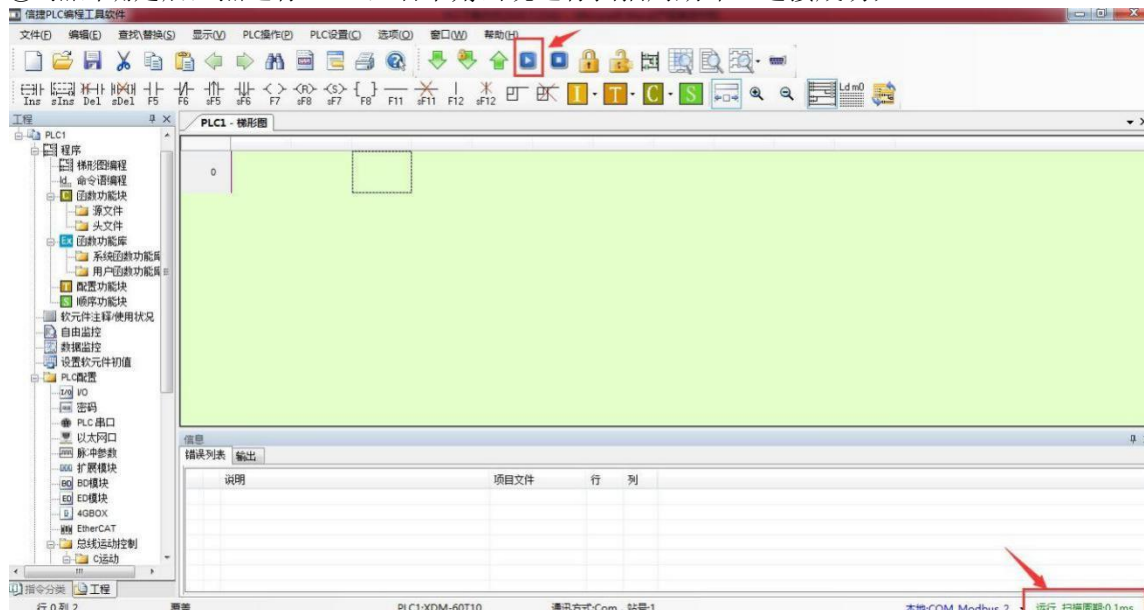 信捷PLC编程工具软件
文件(F) 编辑(E) 查找\替换(S) 显示(V) PLC操作(P) PLC设置(C) 选项(O) 窗口(W) 帮助(H)
Ins sIns Del sDel F5 F6 sF5 sF6 F7 sF8 sF7 F8 F11 sF11 F12 sF12 I T C S Ld m0
工程
PLC1 - 梯形图
PLC1
程序
梯形图编程
命令语编程
函数功能块
源文件
头文件
函数功能库
系统函数功能库
用户函数功能库
配置功能块
顺序功能块
软元件注释/使用状况
自由监控
数据监控
设置软元件初值
PLC配置
I/O
密码
PLC 串口
以太网口
脉冲参数
扩展模块
BD模块
ED模块
4GBOX
EtherCAT
总线运动控制
C运动
指令分类 工程
0
信息
错误列表 输出
说明 项目文件 行 列
行 0,列 2 覆盖 PLC1:XDM-60T10 通讯方式:Com 站号:1 本地:COM_Modbus_2 运行,扫描周期:0.1ms